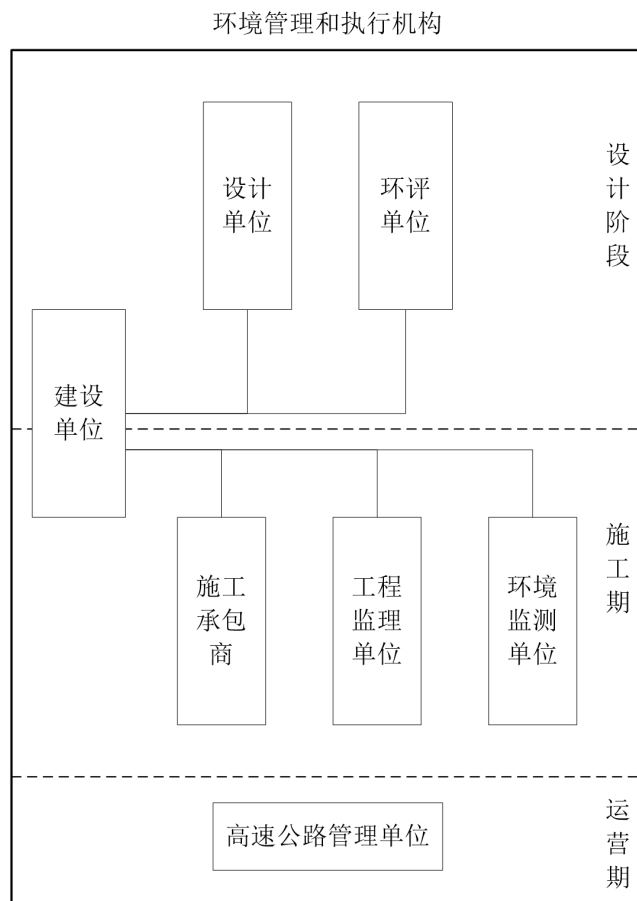 环境管理和执行机构
设计
单位
环评
单位
设
计
阶
段
建设
单位
施工
承包
商
工程
监理
单位
环境
监测
单位
施
工
期
高速公路管理单位
运
营
期